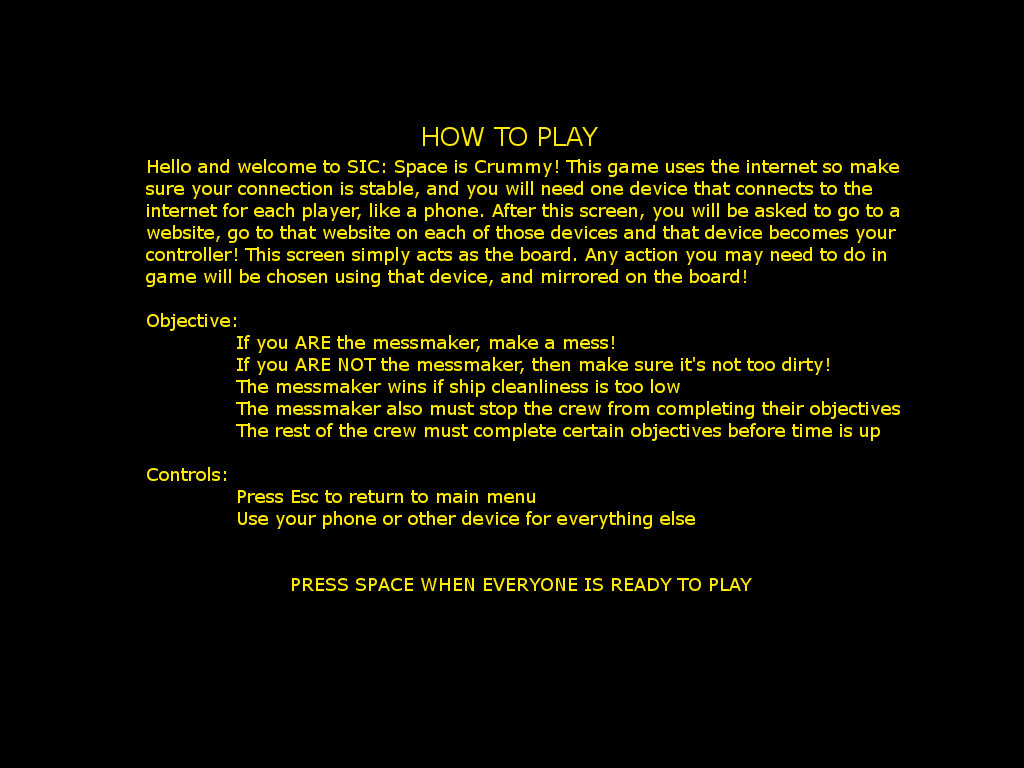 HOW TO PLAY
Hello and welcome to SIC: Space is Crummy! This game uses the internet so make
sure your connection is stable, and you will need one device that connects to the
internet for each player, like a phone. After this screen, you will be asked to go to a
website, go to that website on each of those devices and that device becomes your
controller! This screen simply acts as the board. Any action you may need to do in
game will be chosen using that device, and mirrored on the board!
Objective:
If you ARE the messmaker, make a mess!
If you ARE NOT the messmaker, then make sure it's not too dirty!
The messmaker wins if ship cleanliness is too low
The messmaker also must stop the crew from completing their objectives
The rest of the crew must complete certain objectives before time is up
Controls:
Press Esc to return to main menu
Use your phone or other device for everything else
PRESS SPACE WHEN EVERYONE IS READY TO PLAY